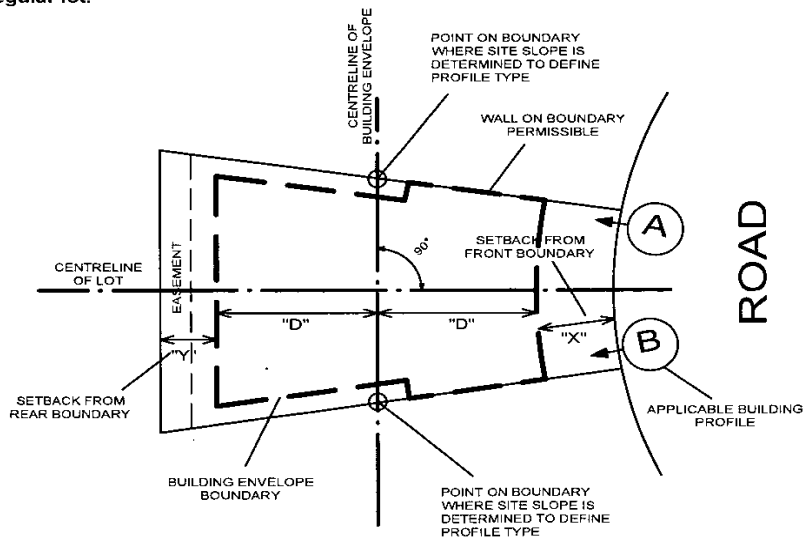 egular lot.
CENTRELINE OF
BUILDING ENVELOPE
POINT ON BOUNDARY
WHERE SITE SLOPE IS
DETERMINED TO DEFINE
PROFILE TYPE
WALL ON BOUNDARY
PERMISSIBLE
A
90°
SETBACK FROM
FRONT BOUNDARY
ROAD
CENTRELINE
OF LOT
EASEMENT
"D"
"D"
"X"
B
"Y"
SETBACK FROM
REAR BOUNDARY
APPLICABLE BUILDING
PROFILE
BUILDING ENVELOPE
BOUNDARY
POINT ON BOUNDARY
WHERE SITE SLOPE IS
DETERMINED TO DEFINE
PROFILE TYPE